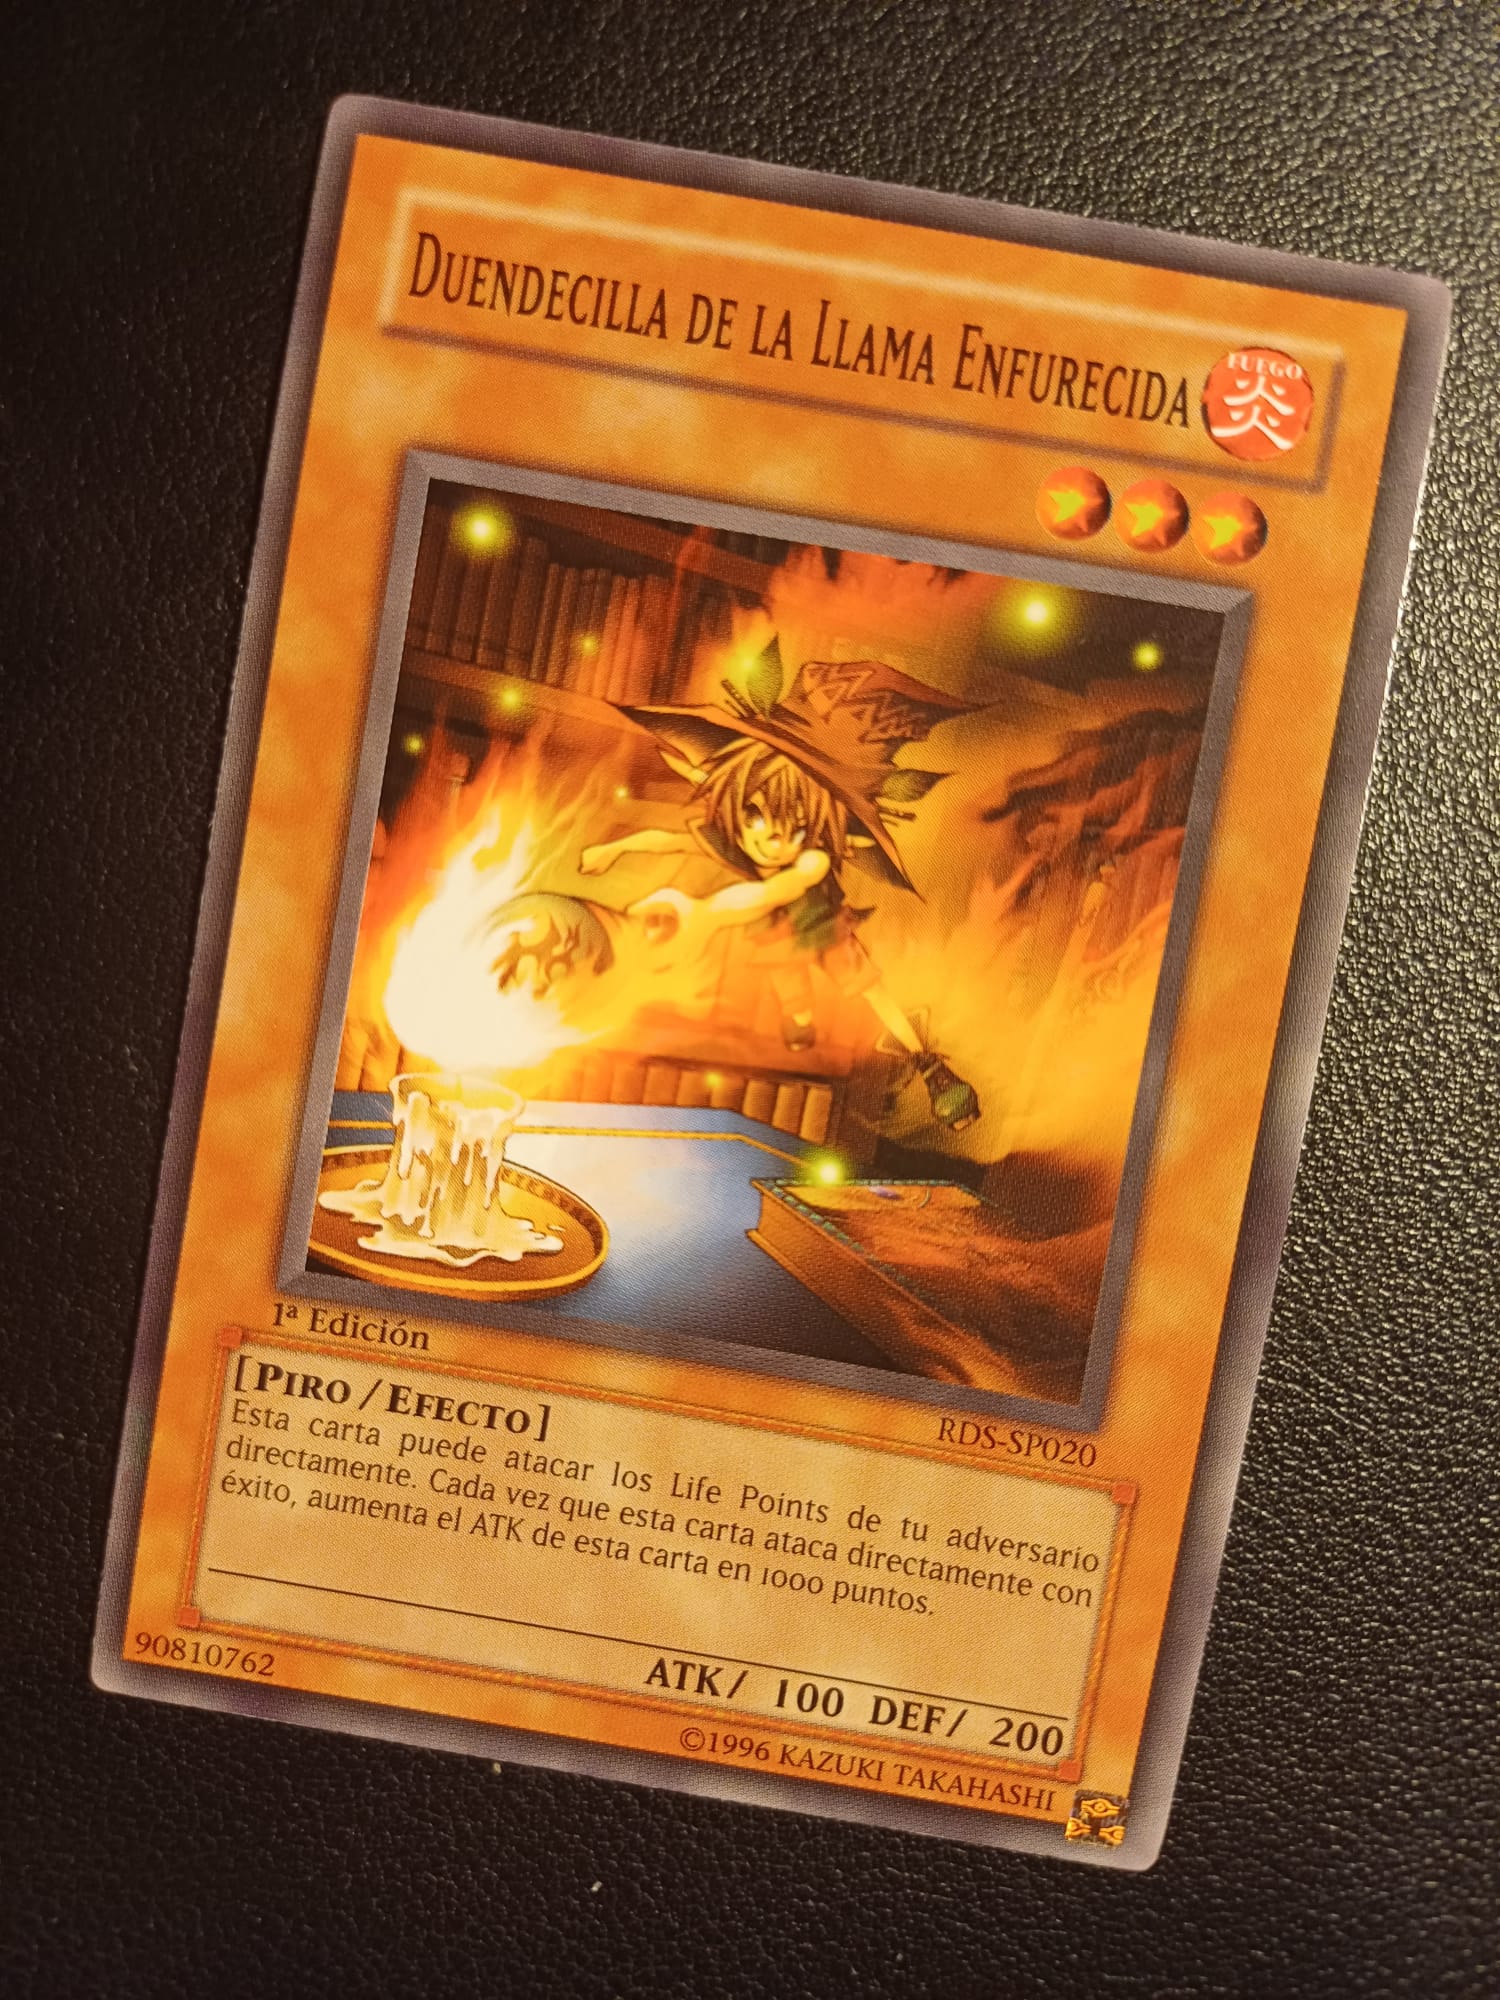 DUENDECILLA DE LA LLAMA ENFURECIDA
FUEGO
炎
1ª Edición
RDS-SP020
[PIRO/EFECTO]
Esta carta puede atacar los Life Points de tu adversario
directamente. Cada vez que esta carta ataca directamente con
éxito, aumenta el ATK de esta carta en 1000 puntos.
ATK/ 100 DEF/ 200
90810762
©1996 KAZUKI TAKAHASHI